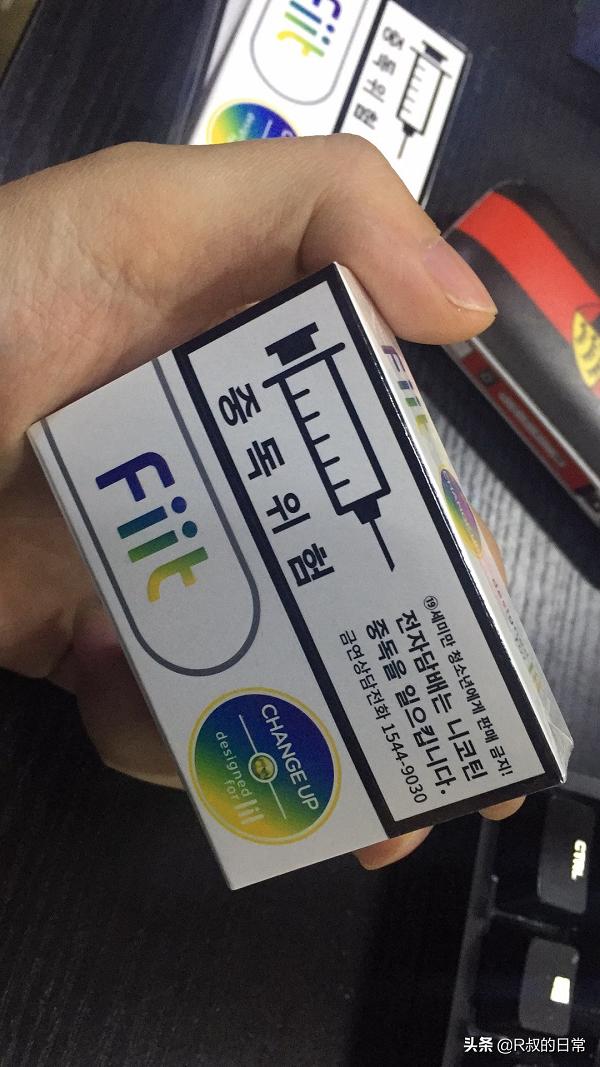 Fiit
중독위험
Fiit
CHANGE UP
designed
for lil
중독위험
⑲세미만 청소년에게 판매 금지!
전자담배는 니코틴
중독을 일으킵니다.
금연상담전화 1544-9030
Fiit
CTRL
头条 @R叔的日常